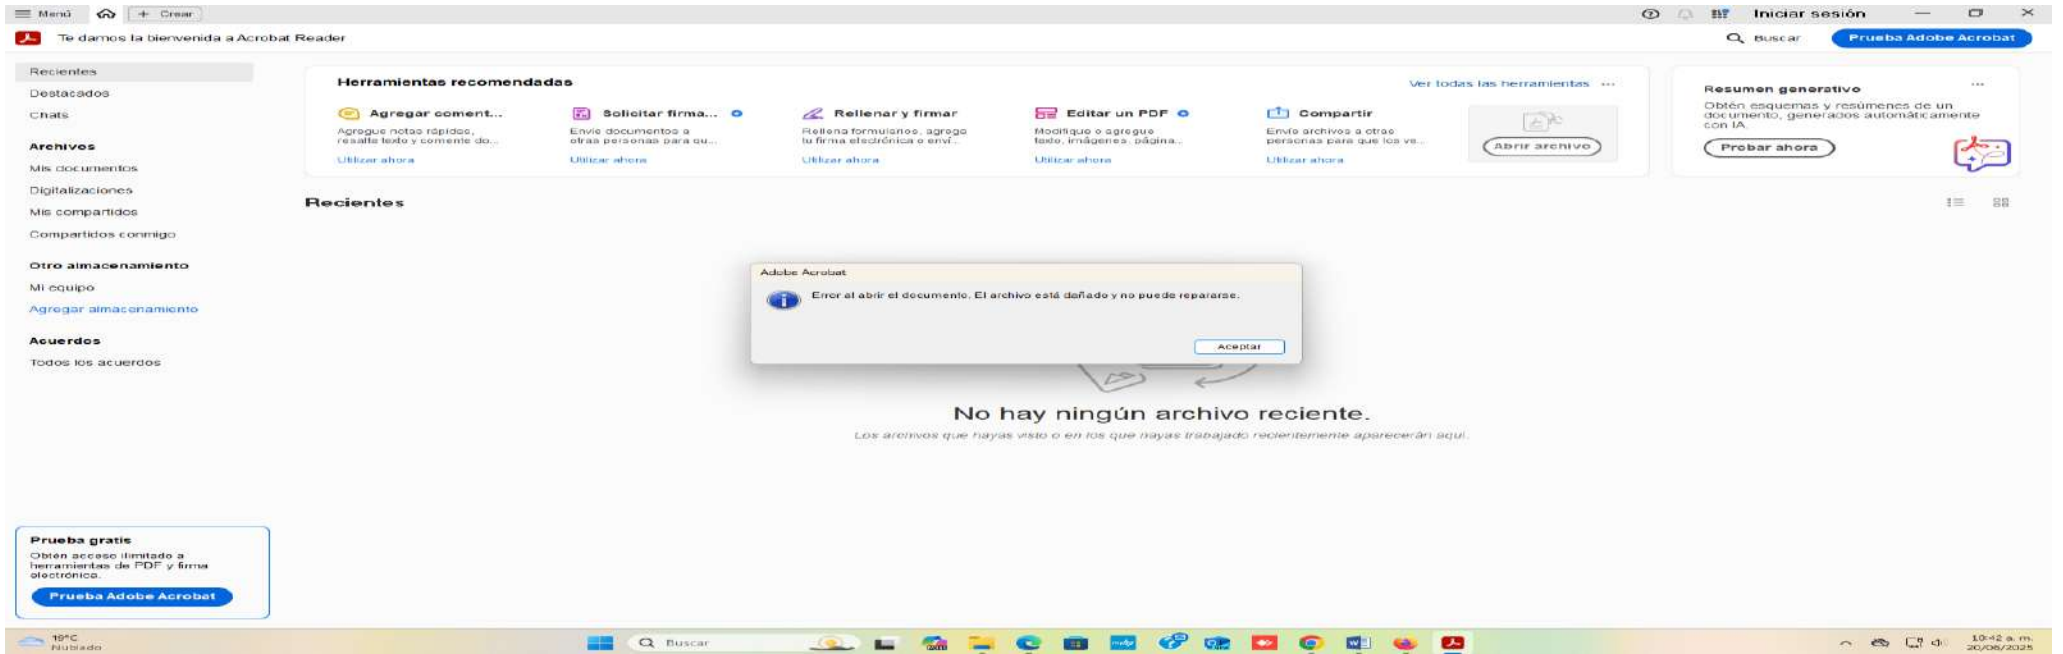 Menú
+ Crear
Iniciar sesión
Te damos la bienvenida a Acrobat Reader
Buscar
Prueba Adobe Acrobat
Recientes
Destacados
Chats
Archivos
Mis documentos
Digitalizaciones
Mis compartidos
Compartidos conmigo
Otro almacenamiento
Mi equipo
Agregar almacenamiento
Acuerdos
Todos los acuerdos
Herramientas recomendadas
Ver todas las herramientas ...
Agregar coment...
Agregue notas rápidas,
resalte texto y comente do...
Utilizar ahora
Solicitar firma...
Envíe documentos a
otras personas para qu...
Utilizar ahora
Rellenar y firmar
Rellena formularios, agrega
tu firma electrónica o enví...
Utilizar ahora
Editar un PDF
Modifique o agregue
texto, imágenes, página...
Utilizar ahora
Compartir
Envíe archivos a otras
personas para que los ve...
Utilizar ahora
Abrir archivo
Resumen generativo
...
Obtén esquemas y resúmenes de un
documento, generados automáticamente
con IA.
Probar ahora
Recientes
Adobe Acrobat
Error al abrir el documento. El archivo está dañado y no puede repararse.
Aceptar
No hay ningún archivo reciente.
Los archivos que hayas visto o en los que hayas trabajado recientemente aparecerán aquí.
Prueba gratis
Obtén acceso ilimitado a
herramientas de PDF y firma
electrónica.
Prueba Adobe Acrobat
19°C
Nublado
Buscar
10:42 a. m.
20/06/2025